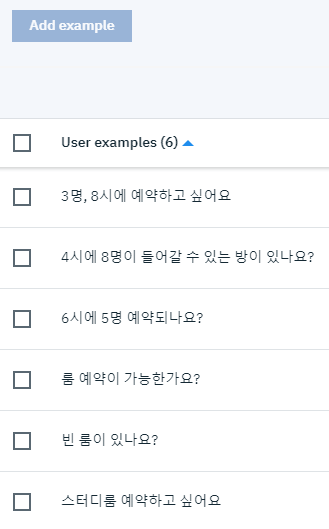 Add example
User examples (6)
3명, 8시에 예약하고 싶어요
4시에 8명이 들어갈 수 있는 방이 있나요?
6시에 5명 예약되나요?
룸 예약이 가능한가요?
빈 룸이 있나요?
스터디룸 예약하고 싶어요